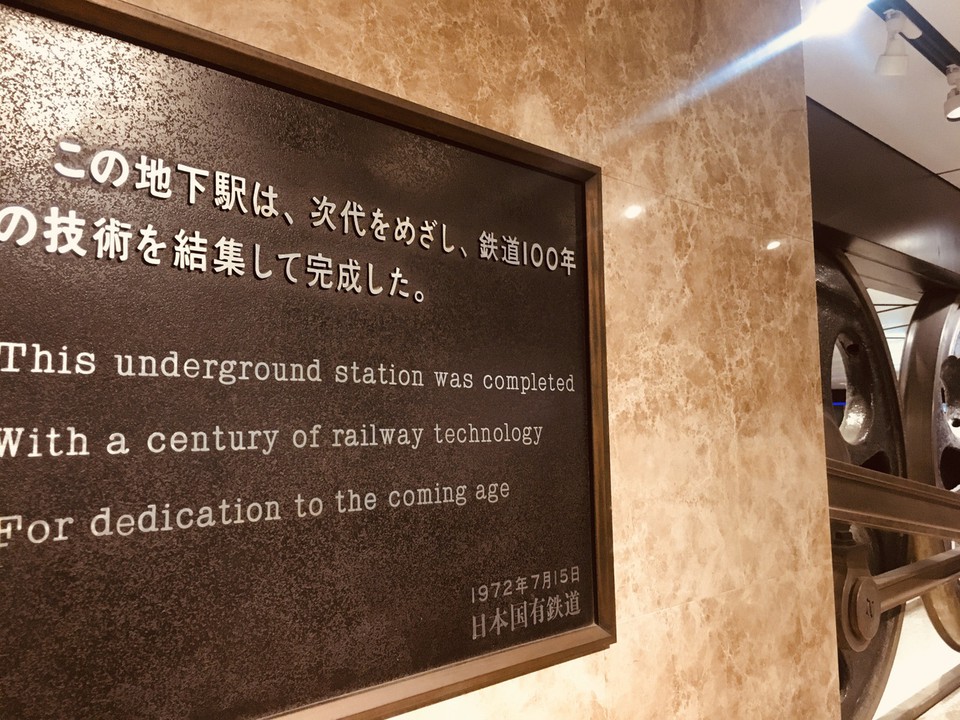 この地下駅は、次代をめざし、鉄道100年
の技術を結集して完成した。
This underground station was completed
With a century of railway technology
For dedication to the coming age
1972年7月15日
日本国有鉄道